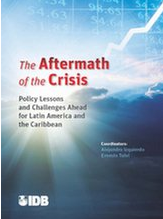 The Aftermath
of the Crisis
Policy Lessons
and Challenges Ahead
for Latin America and
the Caribbean
Coordinators:
Alejandro Izquierdo
Ernesto Talvi
IDB